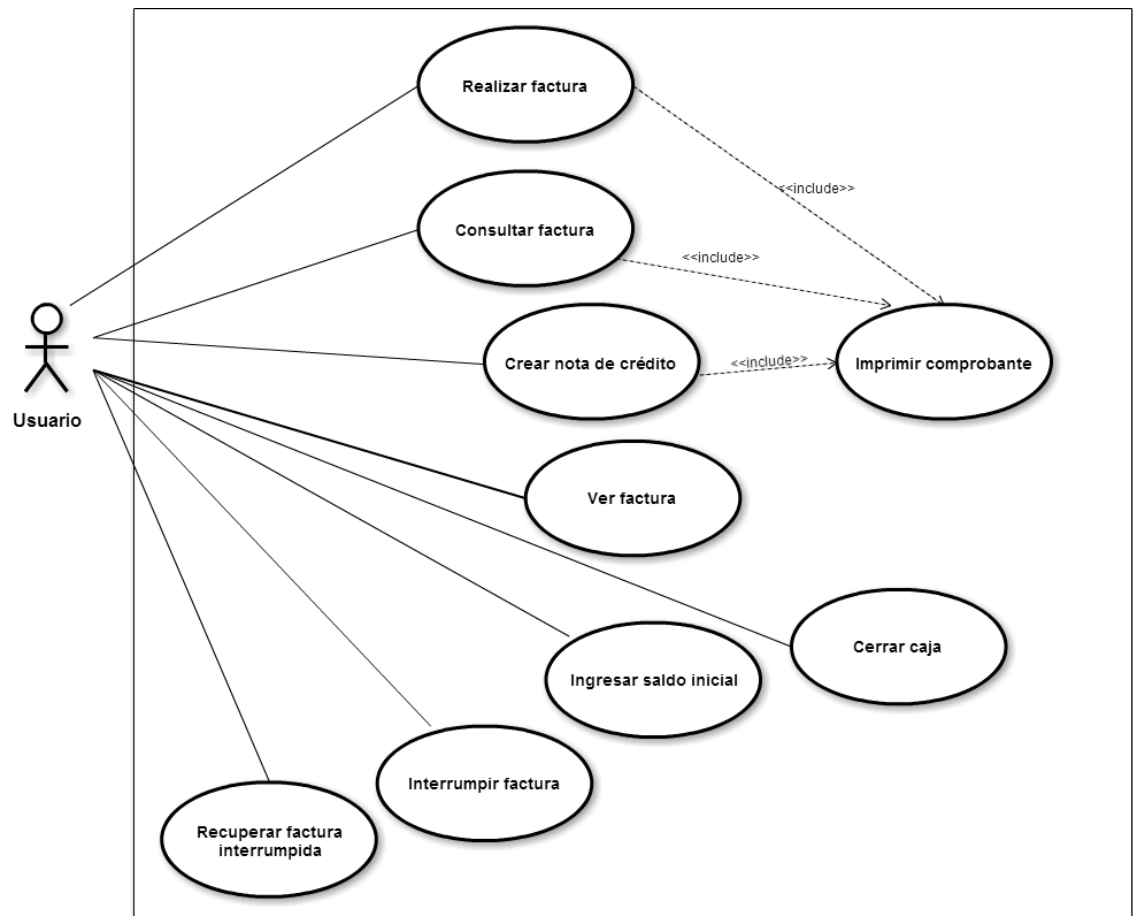 Realizar factura
<<include>>
Consultar factura
<<include>>
Crear nota de crédito
<<include>>
Imprimir comprobante
Usuario
Ver factura
Cerrar caja
Ingresar saldo inicial
Interrumpir factura
Recuperar factura
interrumpida